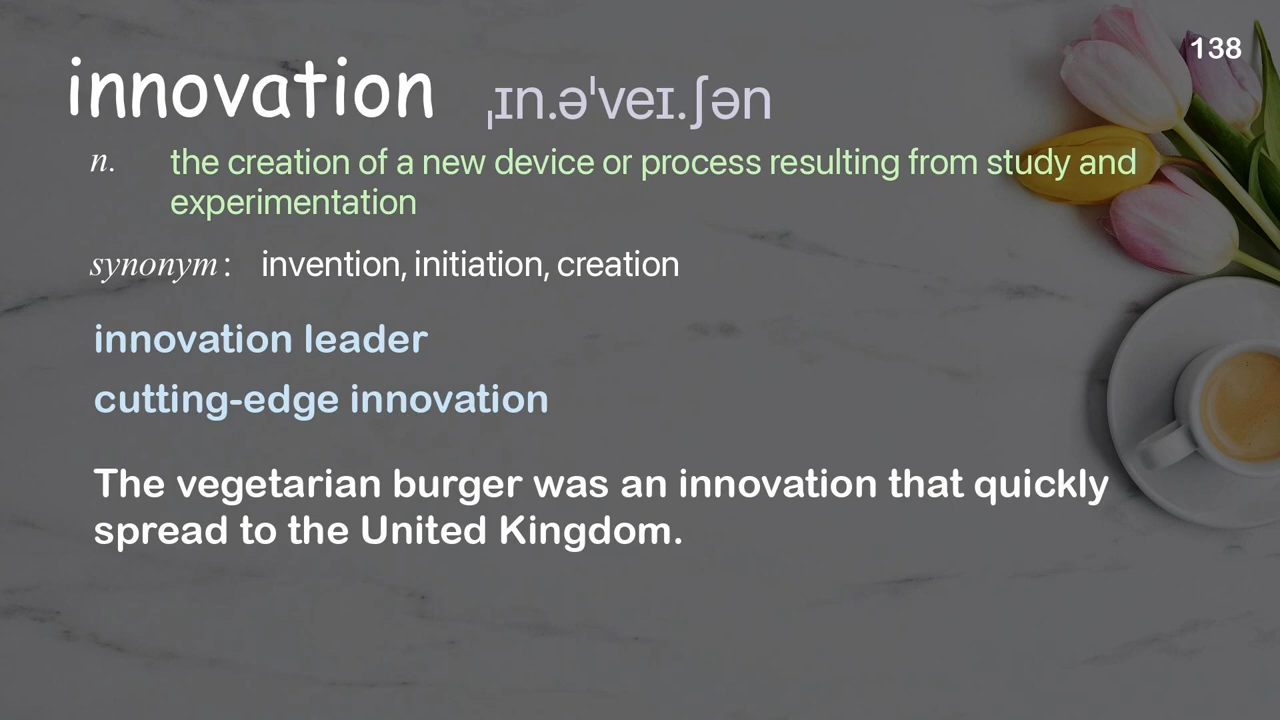 138
innovation ˌɪn.əˈveɪ.ʃən
n. the creation of a new device or process resulting from study and
experimentation
synonym : invention, initiation, creation
innovation leader
cutting-edge innovation
The vegetarian burger was an innovation that quickly
spread to the United Kingdom.